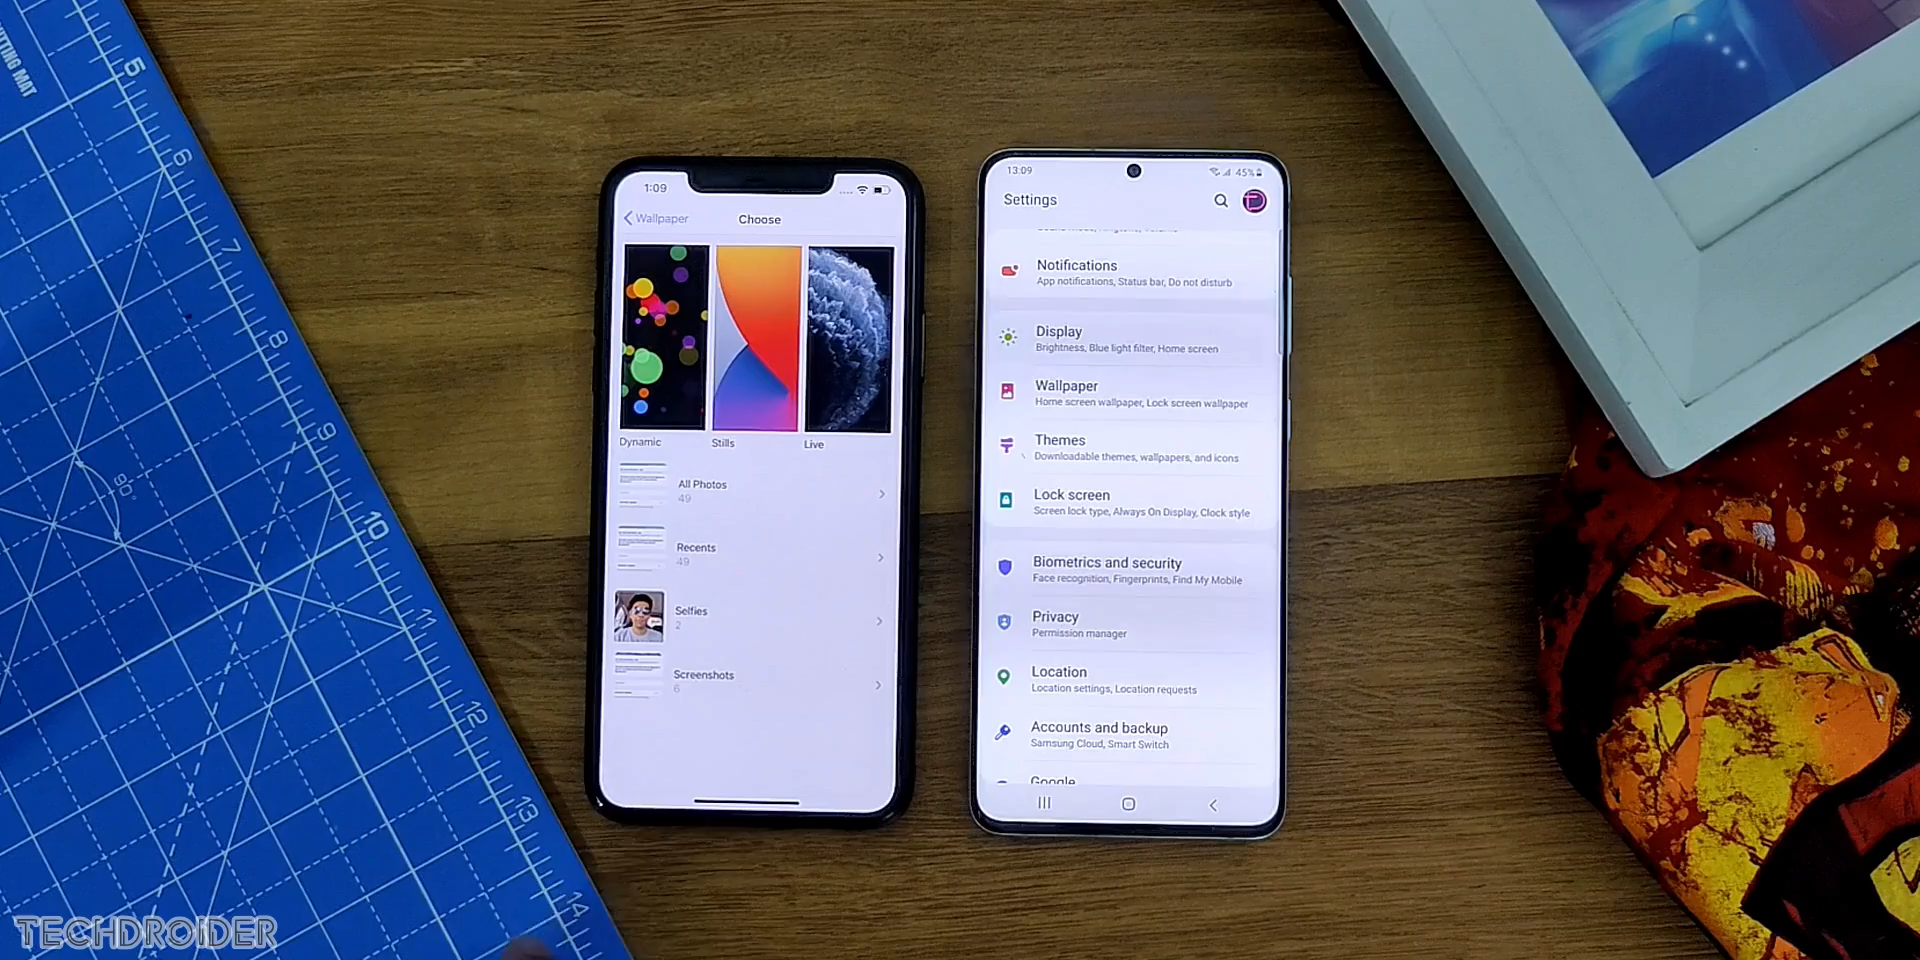 CUTTING MAT
5
6
7
8
9
10
11
12
13
14
90°
1:09
Wallpaper
Choose
Dynamic
Stills
Live
All Photos
49
Recents
49
Selfies
2
Screenshots
6
13:09
45%
Settings
Notifications
App notifications, Status bar, Do not disturb
Display
Brightness, Blue light filter, Home screen
Wallpaper
Home screen wallpaper, Lock screen wallpaper
Themes
Downloadable themes, wallpapers, and icons
Lock screen
Screen lock type, Always On Display, Clock style
Biometrics and security
Face recognition, Fingerprints, Find My Mobile
Privacy
Permission manager
Location
Location settings, Location requests
Accounts and backup
Samsung Cloud, Smart Switch
Google
TECHDROIDER